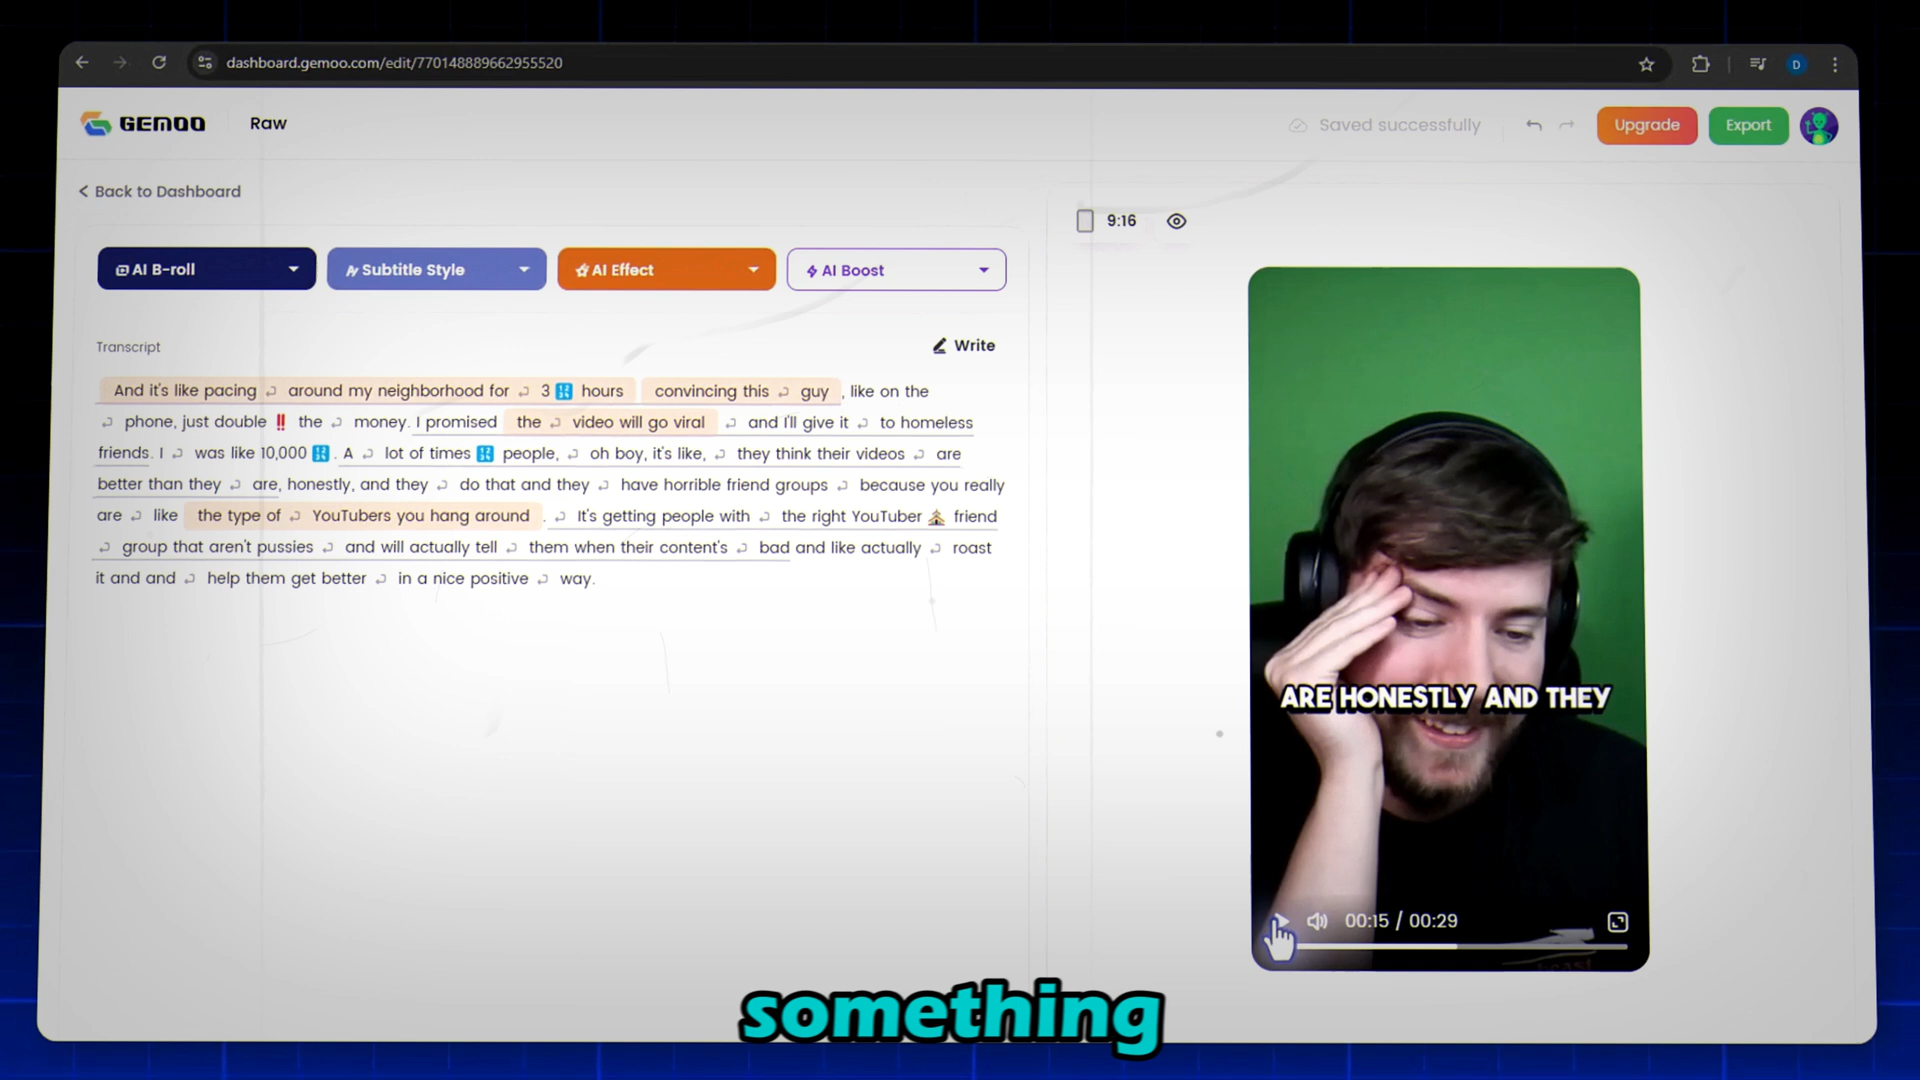 dashboard.gemoo.com/edit/770148889662955520
D
GEMOO
Raw
Saved successfully
Upgrade
Export
Back to Dashboard
AI B-roll
Subtitle Style
AI Effect
AI Boost
9:16
Transcript
Write
And it's like pacing around my neighborhood for 3 🔢 hours convincing this guy, like on the
phone, just double ‼️ the money. I promised the video will go viral and I'll give it to homeless
friends. I was like 10,000 🔢. A lot of times 🔢 people, oh boy, it's like, they think their videos are
better than they are, honestly, and they do that and they have horrible friend groups because you really
are like the type of YouTubers you hang around. It's getting people with the right YouTuber 🛕 friend
group that aren't pussies and will actually tell them when their content's bad and like actually roast
it and and help them get better in a nice positive way.
ARE HONESTLY AND THEY
00:15 / 00:29
something